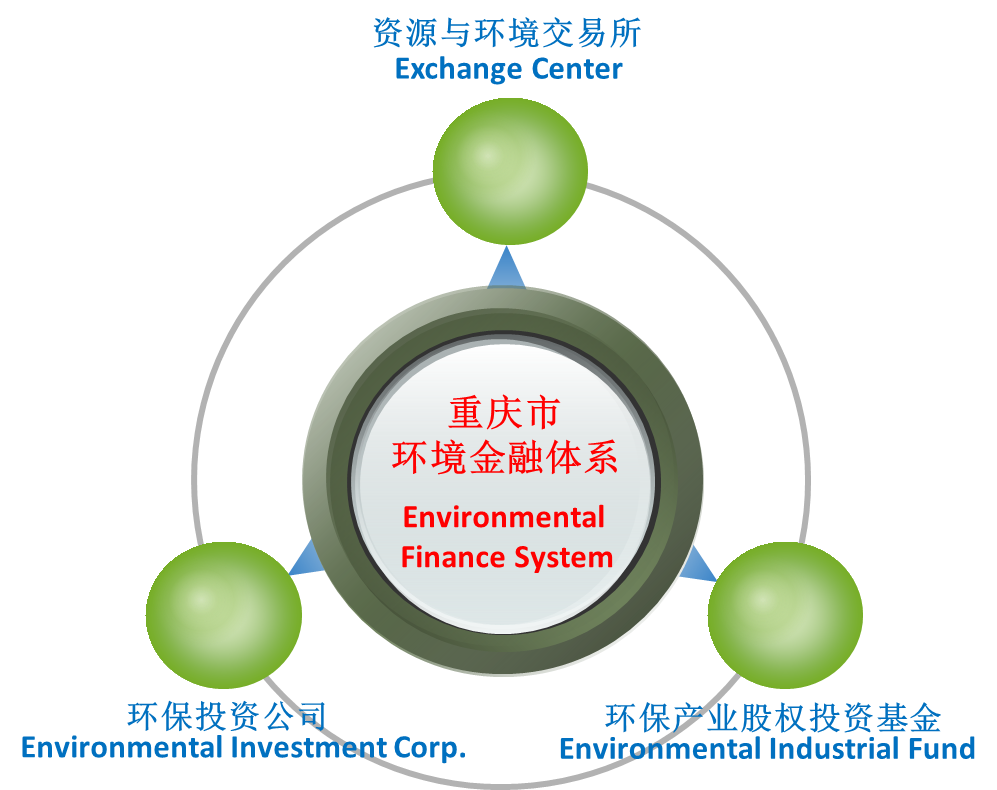 资源与环境交易所
Exchange Center
重庆市
环境金融体系
Environmental
Finance System
环保投资公司
Environmental Investment Corp.
环保产业股权投资基金
Environmental Industrial Fund